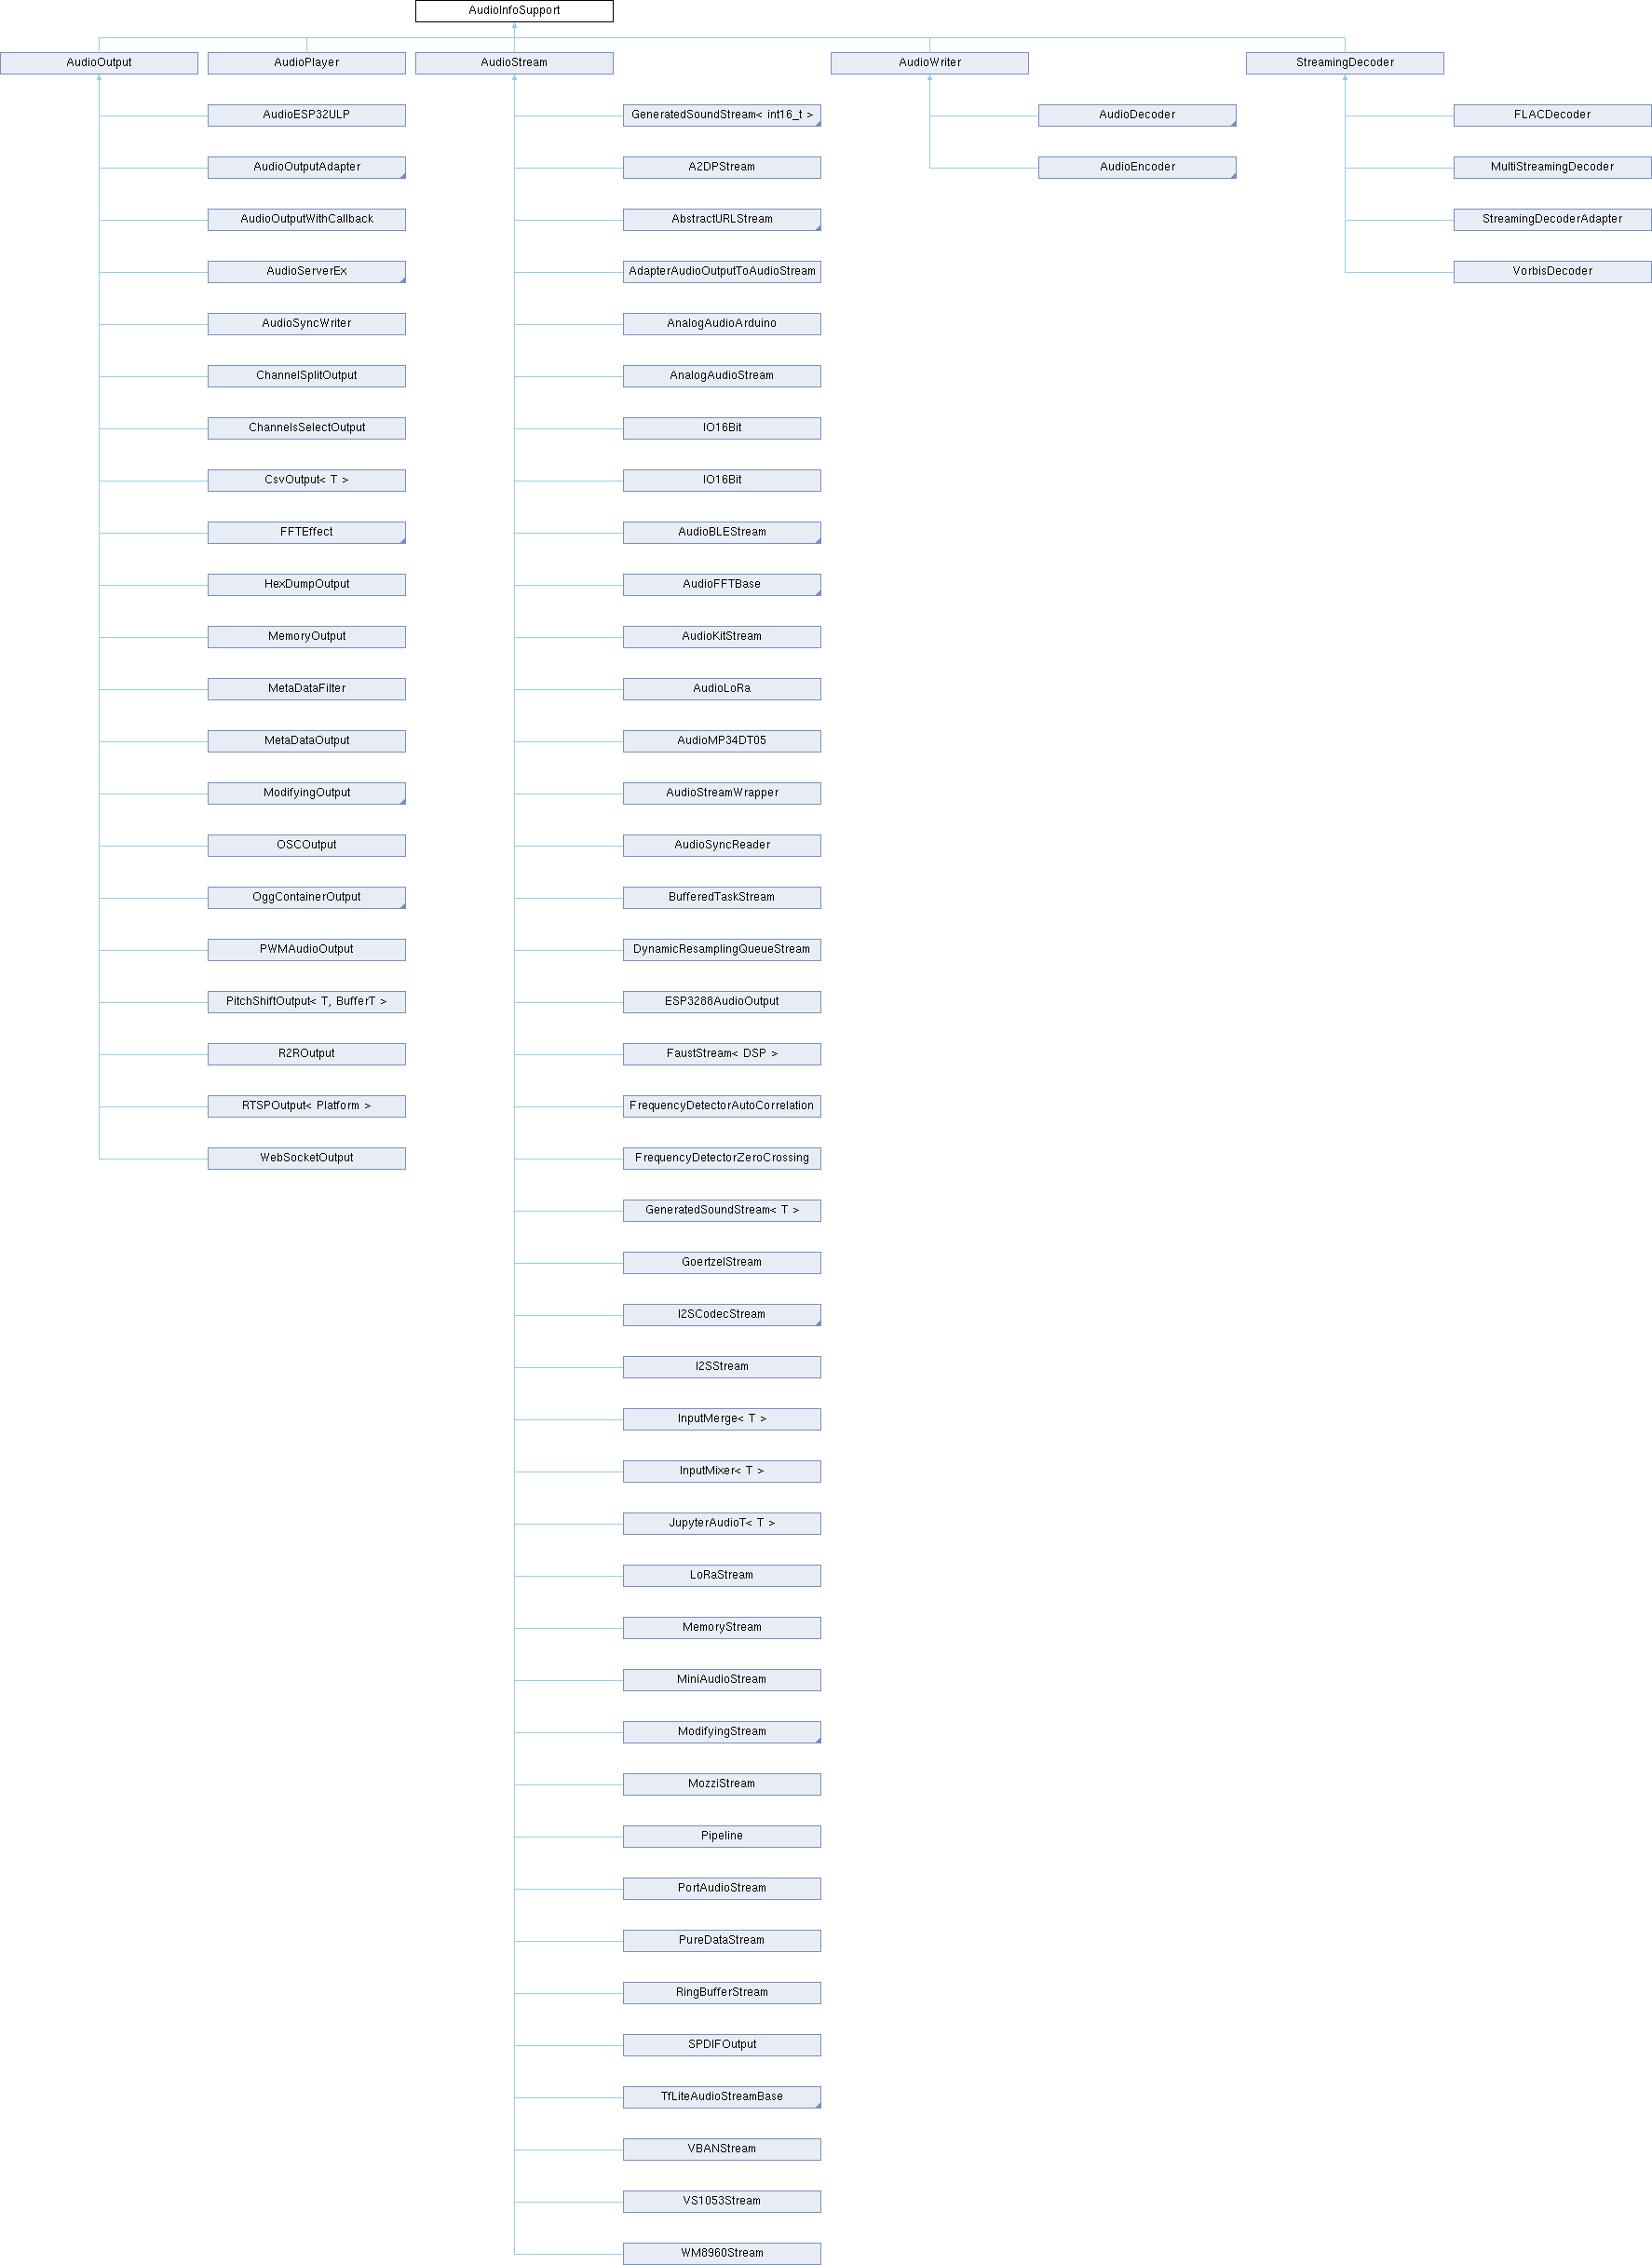 AudioInfoSupport
AudioOutput
AudioPlayer
AudioStream
AudioWriter
StreamingDecoder
AudioESP32ULP
AudioOutputAdapter
AudioOutputWithCallback
AudioServerEx
AudioSyncWriter
ChannelSplitOutput
ChannelsSelectOutput
CsvOutput< T >
FFTEffect
HexDumpOutput
MemoryOutput
MetaDataFilter
MetaDataOutput
ModifyingOutput
OSCOutput
OggContainerOutput
PWMAudioOutput
PitchShiftOutput< T, BufferT >
R2ROutput
RTSPOutput< Platform >
WebSocketOutput
GeneratedSoundStream< int16_t >
A2DPStream
AbstractURLStream
AdapterAudioOutputToAudioStream
AnalogAudioArduino
AnalogAudioStream
IO16Bit
IO16Bit
AudioBLEStream
AudioFFTBase
AudioKitStream
AudioLoRa
AudioMP34DT05
AudioStreamWrapper
AudioSyncReader
BufferedTaskStream
DynamicResamplingQueueStream
ESP3288AudioOutput
FaustStream< DSP >
FrequencyDetectorAutoCorrelation
FrequencyDetectorZeroCrossing
GeneratedSoundStream< T >
GoertzelStream
I2SCodecStream
I2SStream
InputMerge< T >
InputMixer< T >
JupyterAudioT< T >
LoRaStream
MemoryStream
MiniAudioStream
ModifyingStream
MozziStream
Pipeline
PortAudioStream
PureDataStream
RingBufferStream
SPDIFOutput
TfLiteAudioStreamBase
VBANStream
VS1053Stream
WM8960Stream
AudioDecoder
AudioEncoder
FLACDecoder
MultiStreamingDecoder
StreamingDecoderAdapter
VorbisDecoder